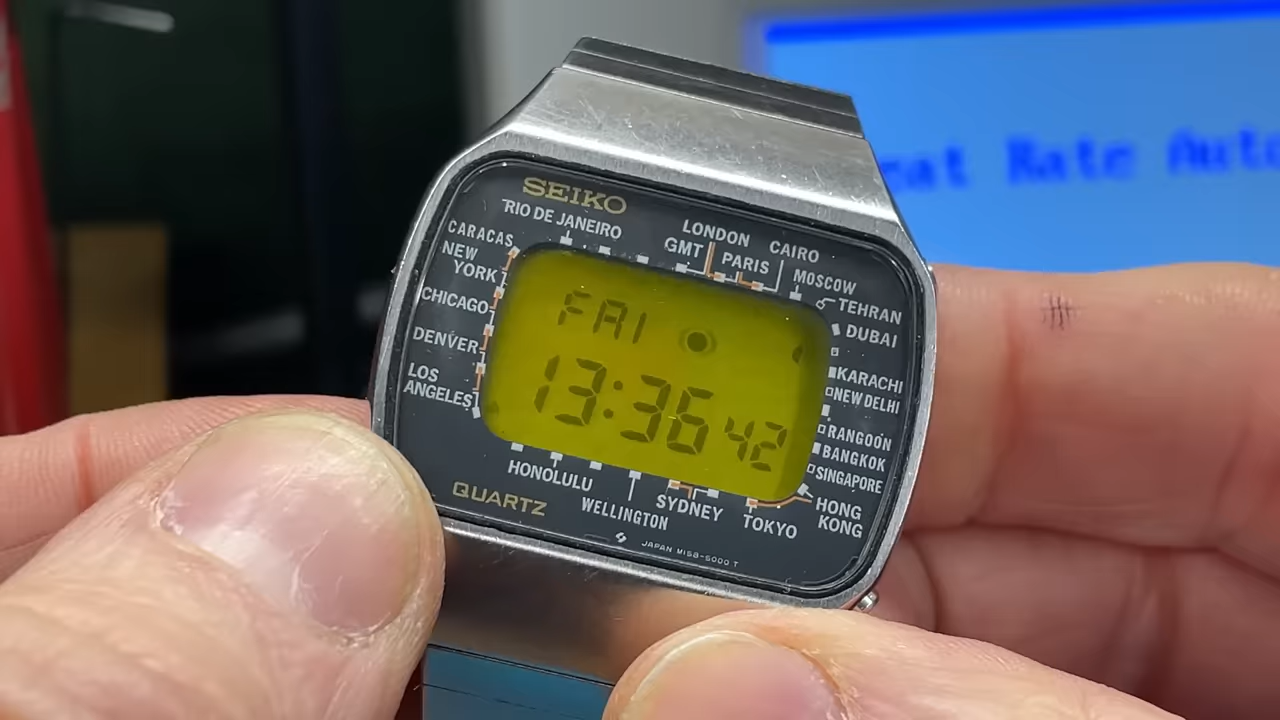 SEIKO
RIO DE JANEIRO
LONDON
GMT
PARIS
CAIRO
MOSCOW
CARACAS
NEW
YORK
CHICAGO
DENVER
LOS
ANGELES
TEHRAN
DUBAI
KARACHI
NEW DELHI
RANGOON
BANGKOK
SINGAPORE
HONG
KONG
FRI
13:36 42
HONOLULU
WELLINGTON
SYDNEY
TOKYO
QUARTZ
JAPAN M158-5000 T
Rate